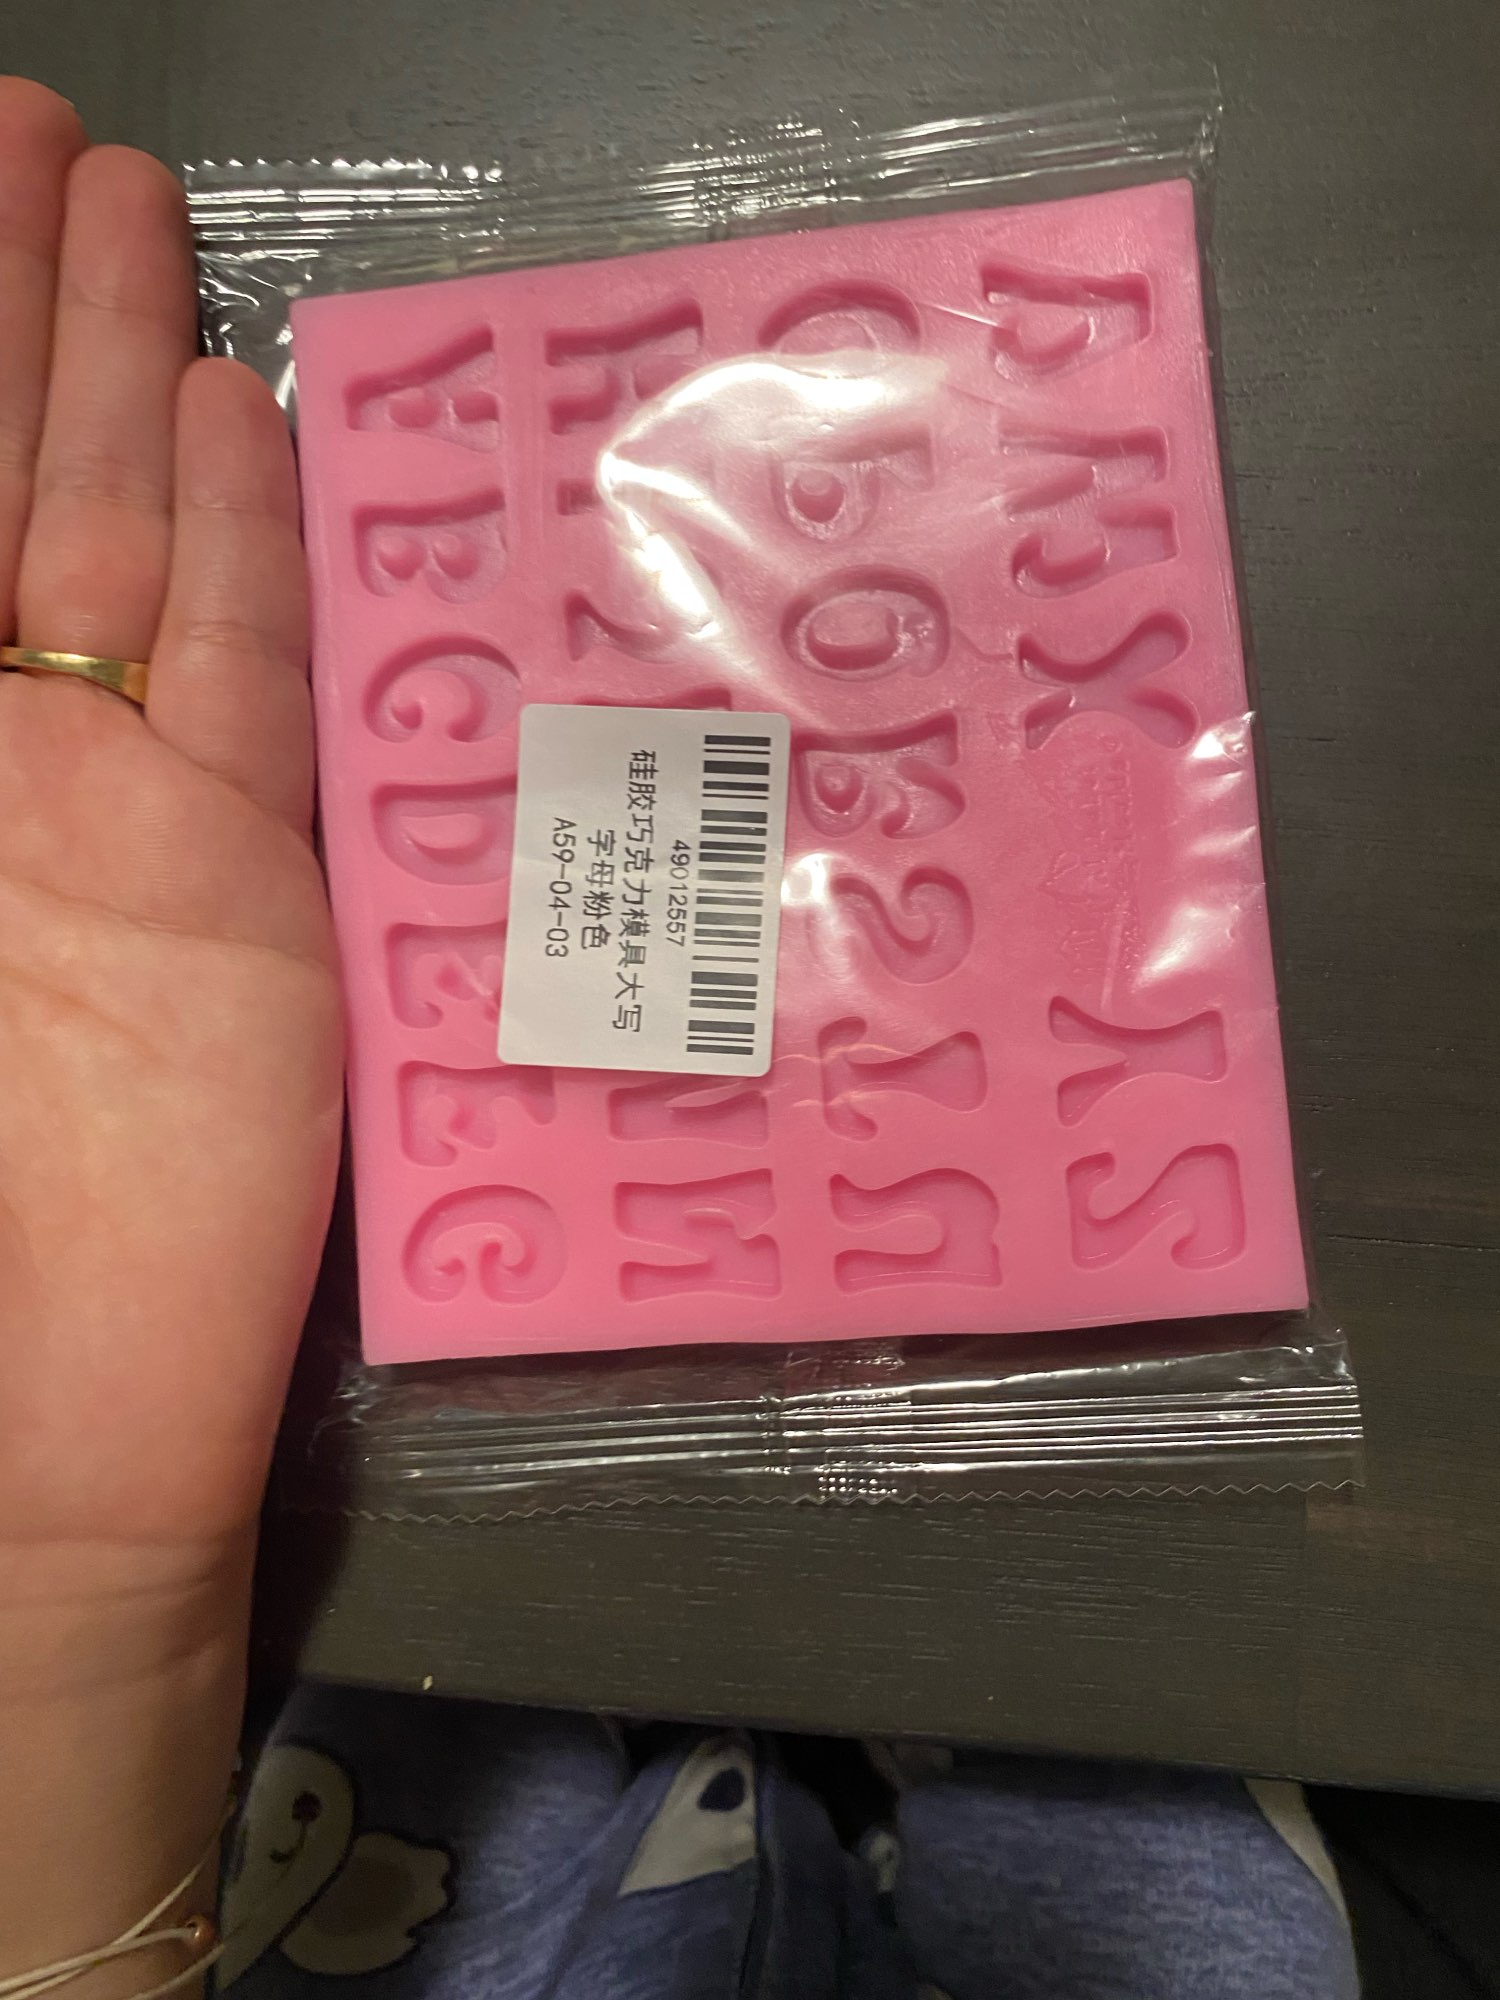 A B C D E F G
H I J N
O P Q R S T U
V W X Y Z
49012557
硅胶巧克力模具大写
字母粉色
A59-04-03